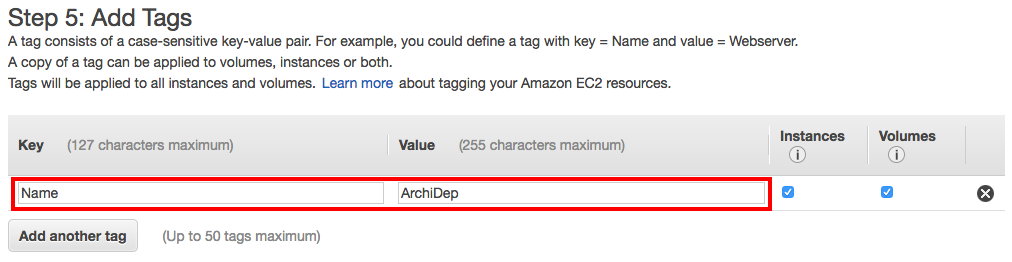 Step 5: Add Tags
A tag consists of a case-sensitive key-value pair. For example, you could define a tag with key = Name and value = Webserver.
A copy of a tag can be applied to volumes, instances or both.
Tags will be applied to all instances and volumes. Learn more about tagging your Amazon EC2 resources.
Key (127 characters maximum) Value (255 characters maximum) Instances Volumes
Name ArchiDep
Add another tag (Up to 50 tags maximum)